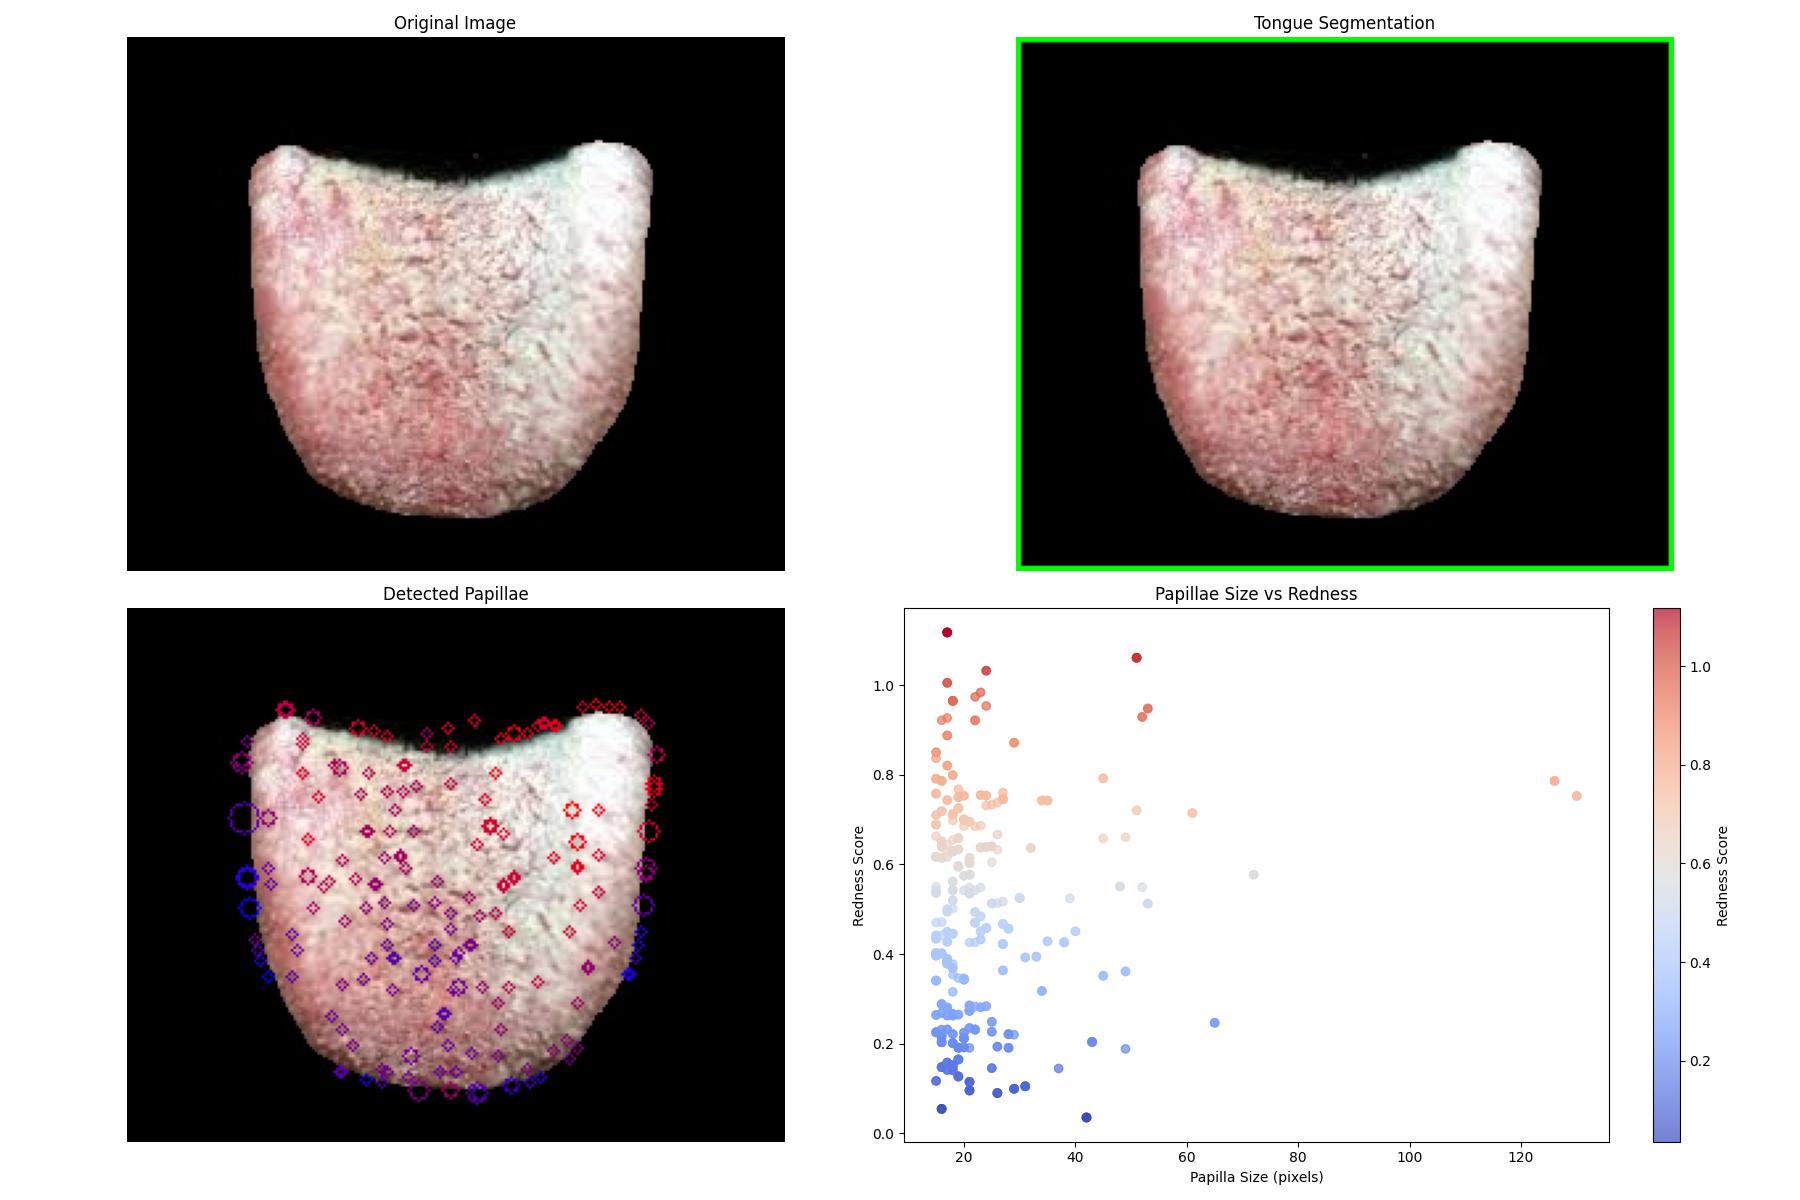 Original Image
Tongue Segmentation
Detected Papillae
Papillae Size vs Redness
Redness Score
1.0
0.8
0.6
0.4
0.2
0.0
20
40
60
80
100
120
Papilla Size (pixels)
1.0
0.8
0.6
0.4
0.2
Redness Score